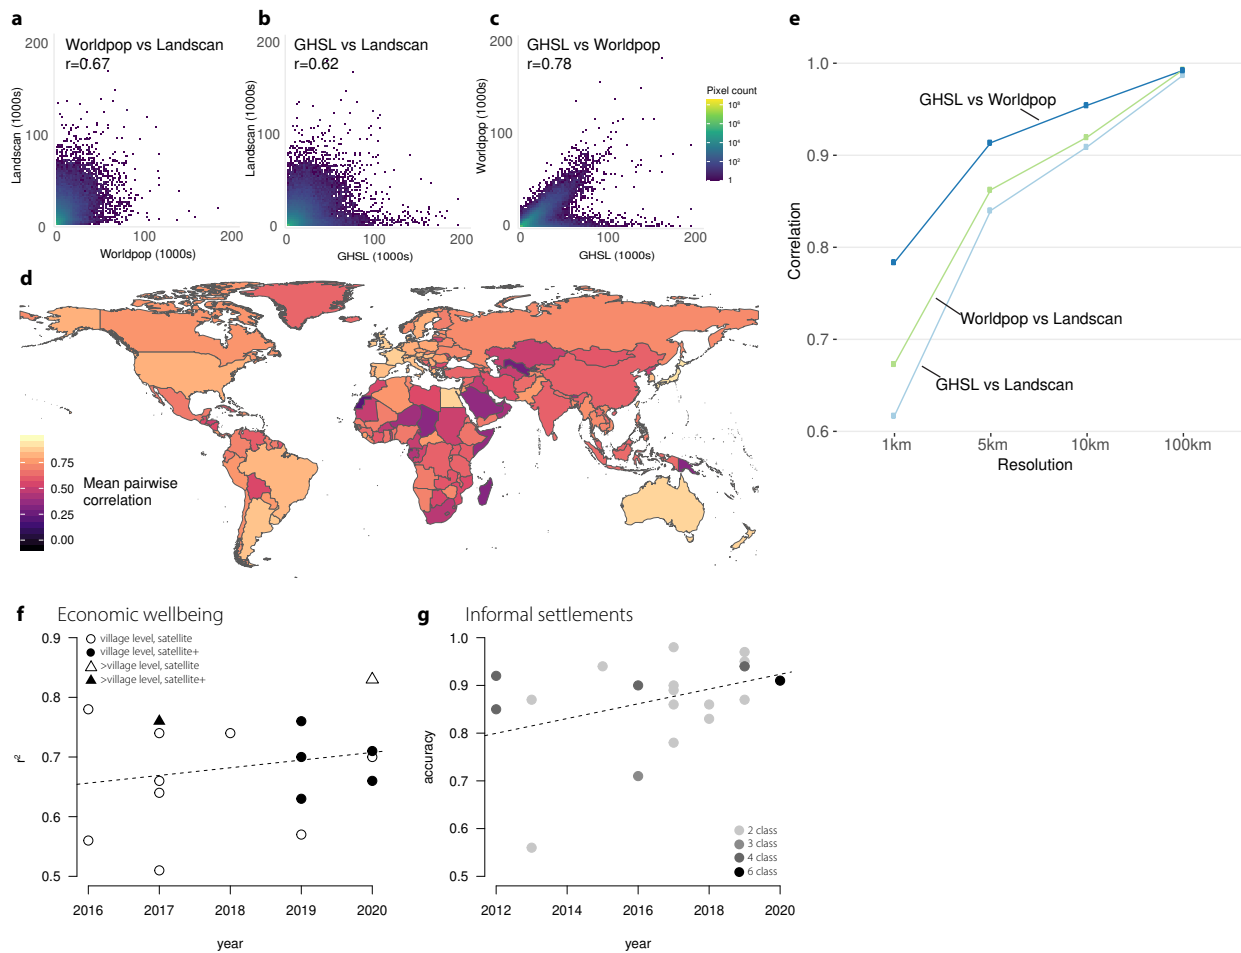 a
Worldpop vs Landscan
r=0.67
200
100
0
Landscan (1000s)
0 100 200
Worldpop (1000s)
b
GHSL vs Landscan
r=0.62
200
100
0
Landscan (1000s)
0 100 200
GHSL (1000s)
c
GHSL vs Worldpop
r=0.78
200
100
0
Worldpop (1000s)
0 100 200
GHSL (1000s)
Pixel count
10⁸
10⁶
10⁴
10²
1
d
0.75
0.50
0.25
0.00
Mean pairwise
correlation
e
1.0
0.9
0.8
0.7
0.6
Correlation
GHSL vs Worldpop
Worldpop vs Landscan
GHSL vs Landscan
1km 5km 10km 100km
Resolution
f Economic wellbeing
village level, satellite
village level, satellite+
>village level, satellite
>village level, satellite+
0.9
0.8
0.7
0.6
0.5
r²
2016 2017 2018 2019 2020
year
g Informal settlements
1.0
0.9
0.8
0.7
0.6
0.5
accuracy
2 class
3 class
4 class
6 class
2012 2014 2016 2018 2020
year